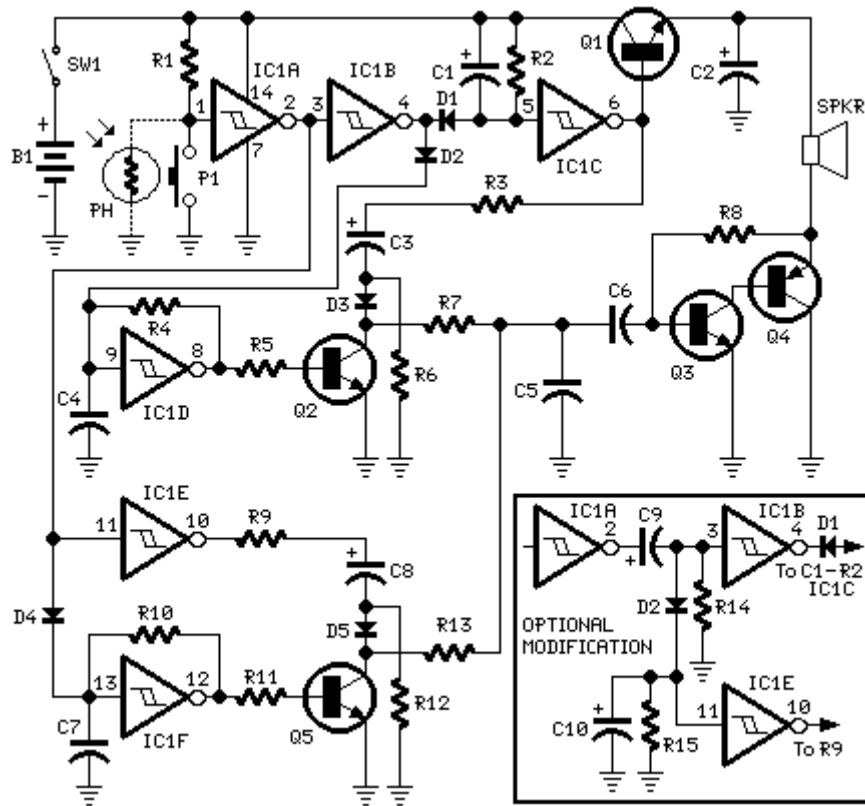 SW1
+
B1
-
R1
1
PH
P1
IC1A
14
2
7
3
IC1B
4
D1
D2
+
C1
R2
5
6
IC1C
Q1
+
C2
SPKR
R3
+
C3
D3
R4
9
8
IC1D
C4
R5
Q2
R6
R7
C5
C6
R8
Q3
Q4
IC1E
11
10
R9
+
C8
D4
R10
13
12
IC1F
C7
R11
D5
Q5
R12
R13
IC1A
2
C9
+
3
IC1B
4
D1
To C1-R2
IC1C
D2
R14
OPTIONAL
MODIFICATION
+
C10
R15
IC1E
11
10
To R9